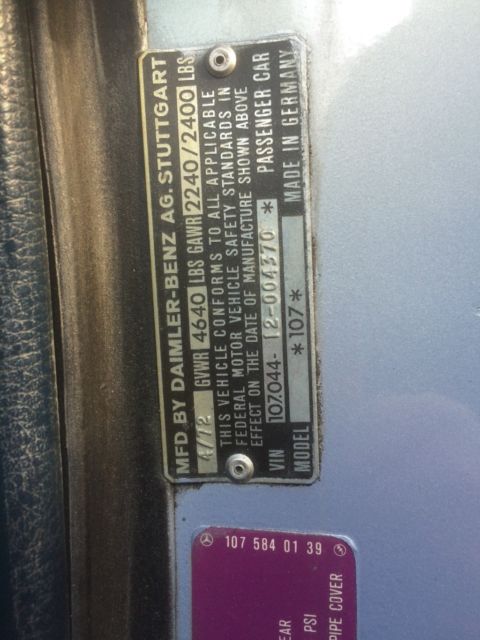 MFD BY DAIMLER-BENZ AG. STUTTGART
4/72 GVWR 4640 LBS GAWR 2240/2400 LBS
THIS VEHICLE CONFORMS TO ALL APPLICABLE
FEDERAL MOTOR VEHICLE SAFETY STANDARDS IN
EFFECT ON THE DATE OF MANUFACTURE SHOWN ABOVE
VIN 107.044-12-004370 * PASSENGER CAR
MODEL *107* MADE IN GERMANY
107 584 01 39
EAR
PSI
PIPE COVER